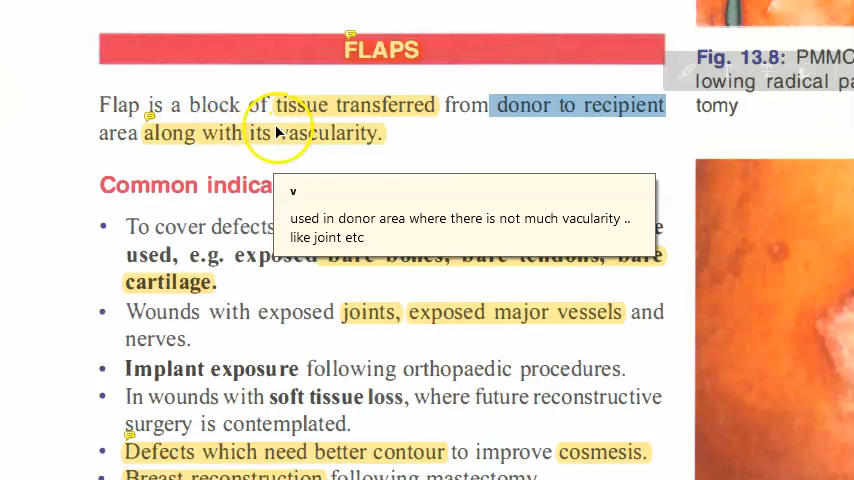 FLAPS
Flap is a block of tissue transferred from donor to recipient
area along with its vascularity.
Common indica
v
used in donor area where there is not much vacularity ..
like joint etc
• To cover defects
used, e.g. exposed bare bones, bare tendons, bare
cartilage.
• Wounds with exposed joints, exposed major vessels and
nerves.
• Implant exposure following orthopaedic procedures.
• In wounds with soft tissue loss, where future reconstructive
surgery is contemplated.
• Defects which need better contour to improve cosmesis.
• Breast reconstruction following mastectomy.
Fig. 13.8: PMMC
lowing radical pa
tomy